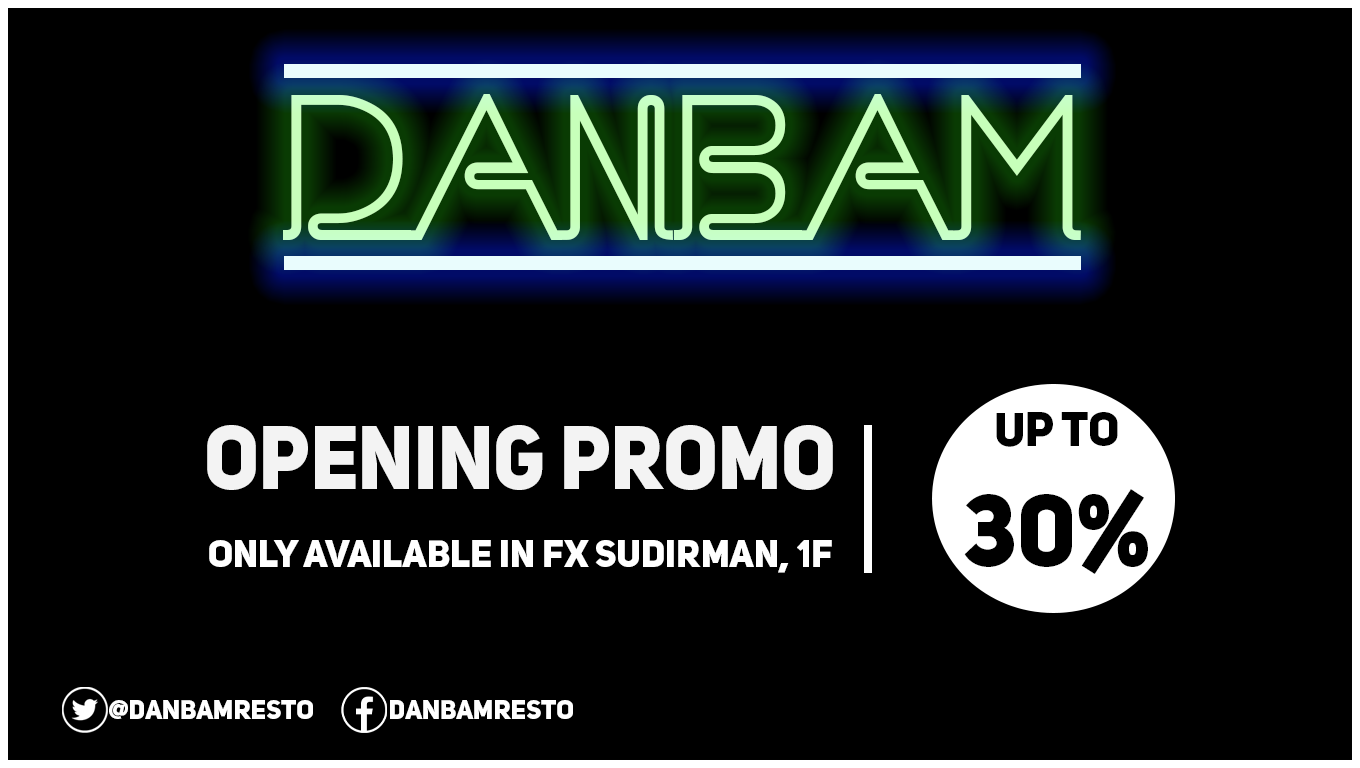 DANBAM
OPENING PROMO
ONLY AVAILABLE IN FX SUDIRMAN, 1F
UP TO
30%
@DANBAMRESTO
DANBAMRESTO